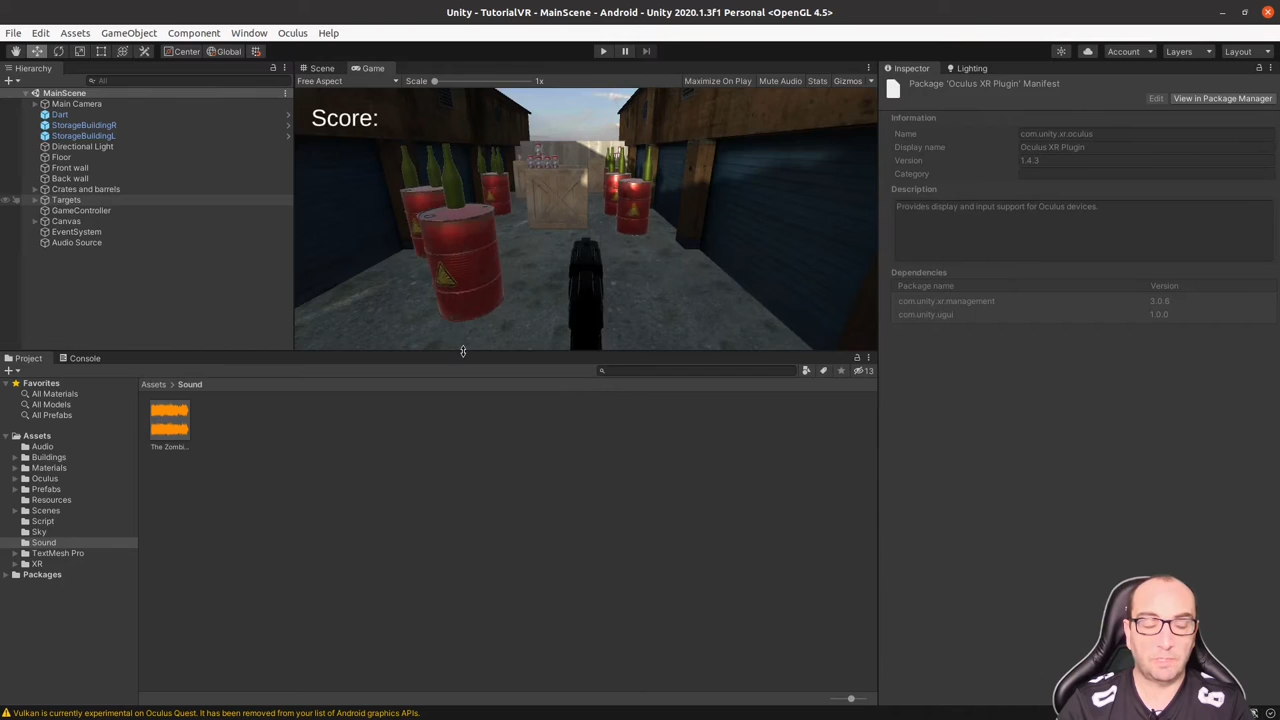 Unity - TutorialVR - MainScene - Android - Unity 2020.1.3f1 Personal <OpenGL 4.5>
File Edit Assets GameObject Component Window Oculus Help
Center Global Account Layers Layout
Hierarchy Scene Game Inspector Lighting
All Free Aspect Scale 1x Maximize On Play Mute Audio Stats Gizmos Package 'Oculus XR Plugin' Manifest
MainScene
Edit View in Package Manager
Main Camera
Dart
StorageBuildingR
StorageBuildingL
Directional Light
Floor
Front wall
Back wall
Crates and barrels
Targets
GameController
Canvas
EventSystem
Audio Source
Score:
Information
Name com.unity.xr.oculus
Display name Oculus XR Plugin
Version 1.4.3
Category
Description
Provides display and input support for Oculus devices.
Dependencies
Package name Version
com.unity.xr.management 3.0.6
com.unity.ugui 1.0.0
Project Console
13
Favorites
All Materials
All Models
All Prefabs
Assets
Audio
Buildings
Materials
Oculus
Prefabs
Resources
Scenes
Script
Sky
Sound
TextMesh Pro
XR
Packages
Assets > Sound
The Zombi...
Vulkan is currently experimental on Oculus Quest. It has been removed from your list of Android graphics APIs.